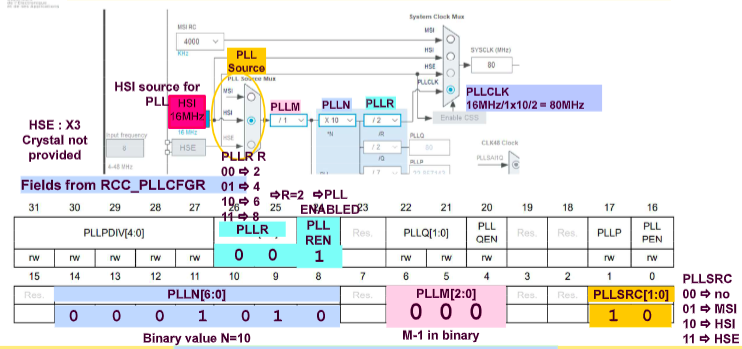 System Clock Mux
MSI RC
4000
KHz
MSI
HSI
HSE
PLLCLK
SYSCLK (MHz)
80
Enable CSS
PLL
Source
PLL Source Mux
HSI source for
PLL
HSI
16MHz
16 MHz
MSI
HSI
HSE
PLLM
/ 1
PLLN
X 10
*N
PLLR
/ 2
/R
/ 2
/Q
PLLQ
80
PLLP
PLLCLK
16MHz/1x10/2 = 80MHz
CLK48 Clock
PLLSAI1Q
HSE : X3
Crystal not
provided
Input frequency
8
4-48 MHz
HSE
PLLR R
00 ⇨ 2
01 ⇨ 4
10 ⇨ 6
11 ⇨ 8
⇨R=2 ⇨PLL
ENABLED
Fields from RCC_PLLCFGR
31 30 29 28 27 26 25 24 23 22 21 20 19 18 17 16
PLLPDIV[4:0] PLLR PLL REN Res. PLLQ[1:0] PLL QEN Res. Res. PLLP PLL PEN
rw rw rw rw rw 0 0 1 rw rw rw rw rw
15 14 13 12 11 10 9 8 7 6 5 4 3 2 1 0
Res. PLLN[6:0] Res. PLLM[2:0] Res. Res. PLLSRC[1:0]
0 0 0 1 0 1 0 0 0 0 1 0
Binary value N=10
M-1 in binary
PLLSRC
00 ⇨ no
01 ⇨ MSI
10 ⇨ HSI
11 ⇨ HSE